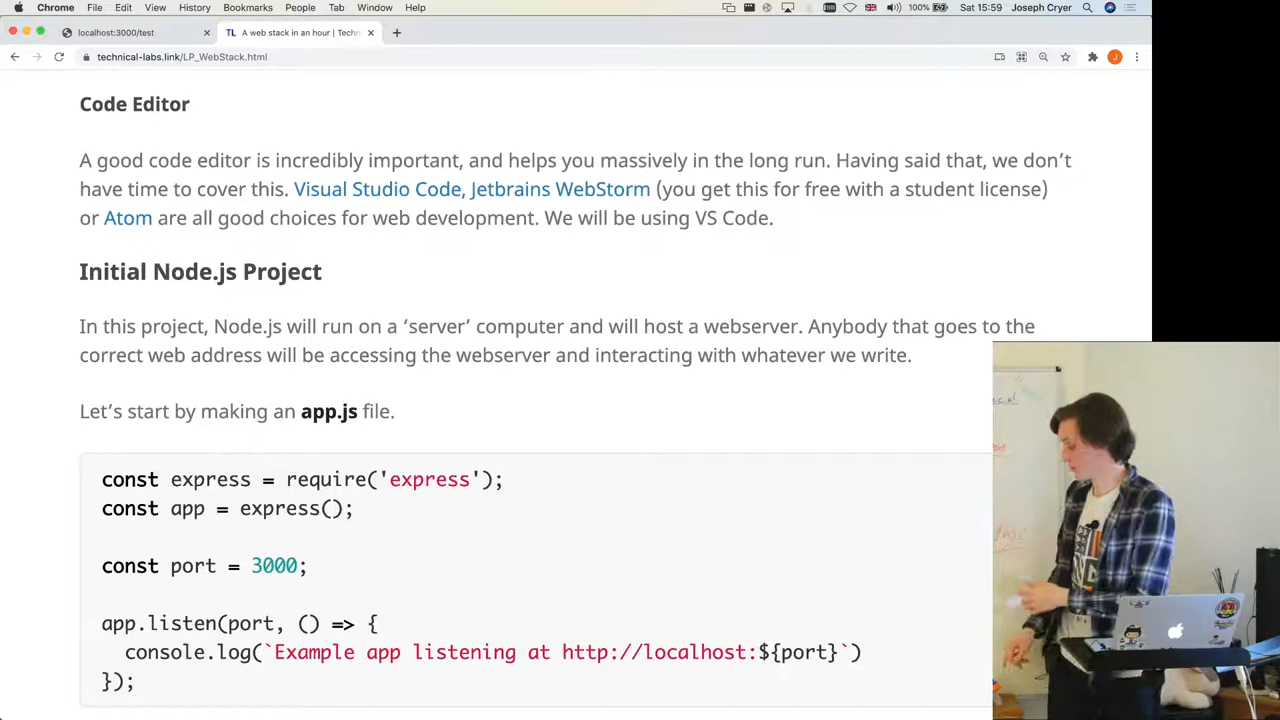 Chrome File Edit View History Bookmarks People Tab Window Help 100% Sat 15:59 Joseph Cryer
localhost:3000/test
TL A web stack in an hour | Techn
technical-labs.link/LP_WebStack.html
J
Code Editor
A good code editor is incredibly important, and helps you massively in the long run. Having said that, we don’t
have time to cover this. Visual Studio Code, Jetbrains WebStorm (you get this for free with a student license)
or Atom are all good choices for web development. We will be using VS Code.
Initial Node.js Project
In this project, Node.js will run on a ‘server’ computer and will host a webserver. Anybody that goes to the
correct web address will be accessing the webserver and interacting with whatever we write.
Let’s start by making an app.js file.
const express = require('express');
const app = express();
const port = 3000;
app.listen(port, () => {
console.log(`Example app listening at http://localhost:${port}`)
});